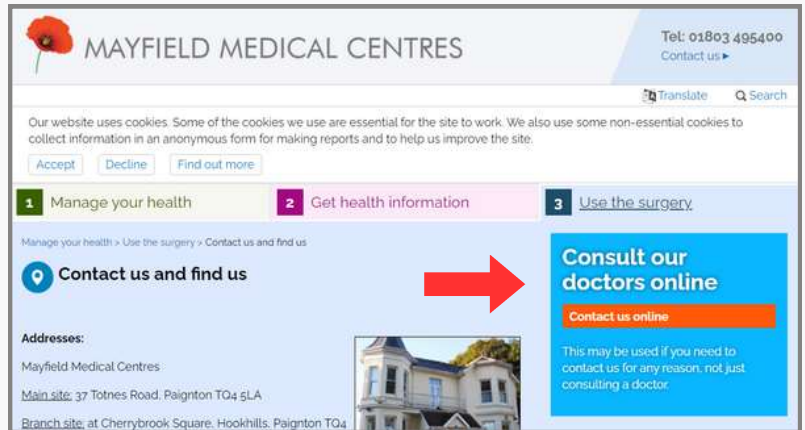 MAYFIELD MEDICAL CENTRES
Tel: 01803 495400
Contact us
Translate
Search
Our website uses cookies. Some of the cookies we use are essential for the site to work. We also use some non-essential cookies to
collect information in an anonymous form for making reports and to help us improve the site.
Accept
Decline
Find out more
1 Manage your health
2 Get health information
3 Use the surgery
Manage your health > Use the surgery > Contact us and find us
Contact us and find us
Addresses:
Mayfield Medical Centres
Main site: 37 Totnes Road, Paignton TQ4 5LA
Branch site: at Cherrybrook Square, Hookhills, Paignton TQ4
Consult our
doctors online
Contact us online
This may be used if you need to
contact us for any reason, not just
consulting a doctor.